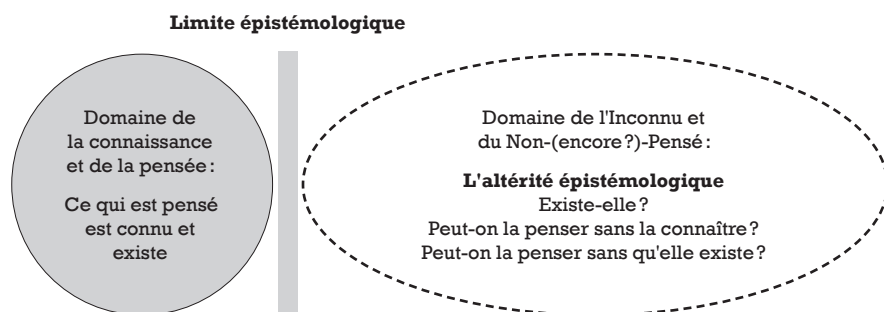 Limite épistémologique
Domaine de
la connaissance
et de la pensée :
Ce qui est pensé
est connu et
existe
Domaine de l'Inconnu et
du Non-(encore ?)-Pensé :
L'altérité épistémologique
Existe-elle ?
Peut-on la penser sans la connaître ?
Peut-on la penser sans qu'elle existe ?